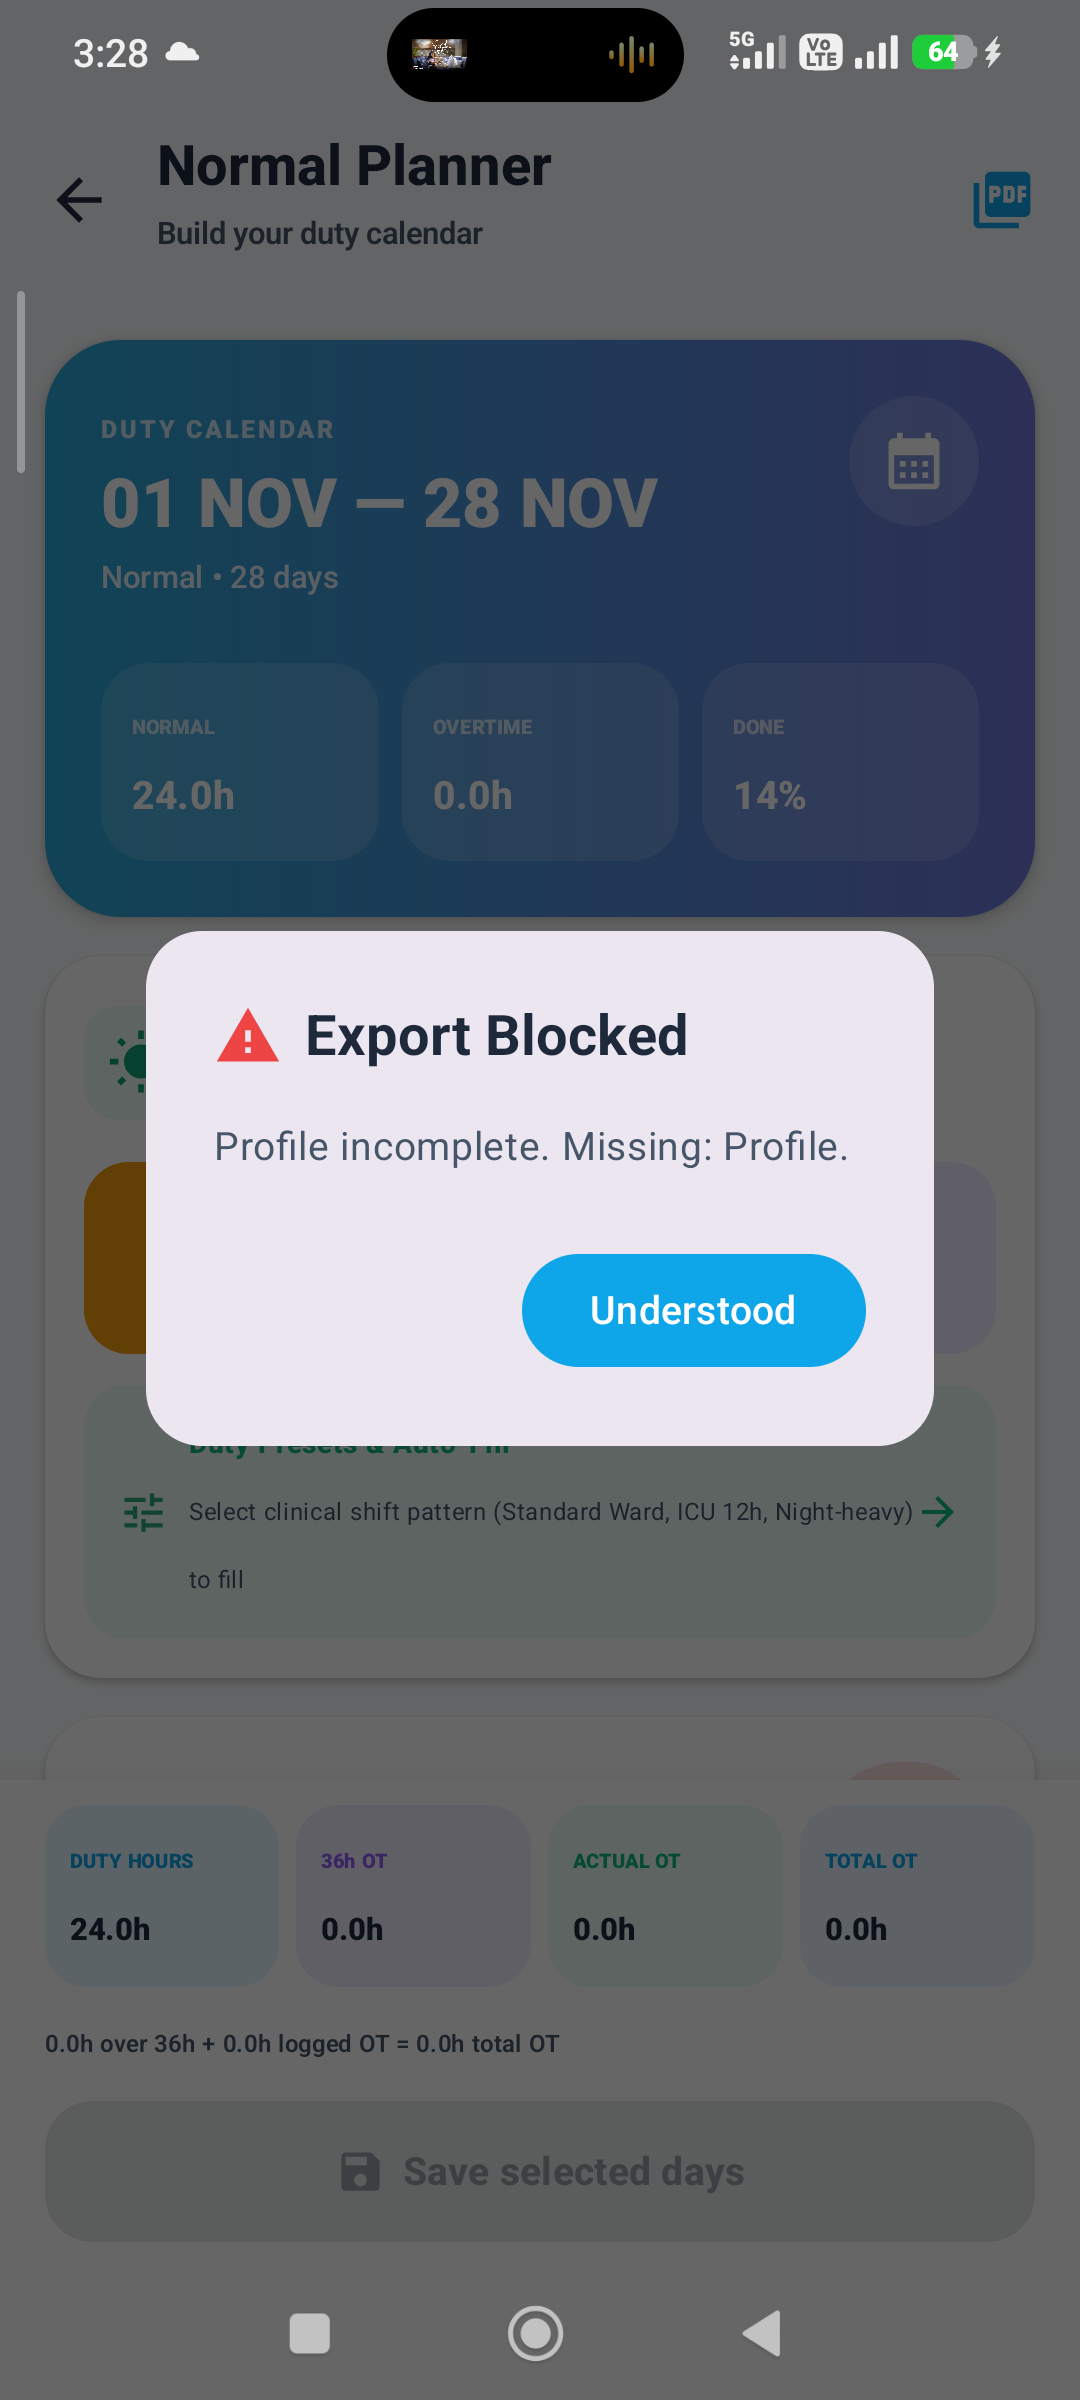 3:28
5G
Vo
LTE
64
Normal Planner
Build your duty calendar
PDF
DUTY CALENDAR
01 NOV — 28 NOV
Normal • 28 days
NORMAL
OVERTIME
DONE
24.0h
0.0h
14%
Export Blocked
Profile incomplete. Missing: Profile.
Understood
Duty Presets & Auto
Select clinical shift pattern (Standard Ward, ICU 12h, Night-heavy)
to fill
DUTY HOURS
36h OT
ACTUAL OT
TOTAL OT
24.0h
0.0h
0.0h
0.0h
0.0h over 36h + 0.0h logged OT = 0.0h total OT
Save selected days